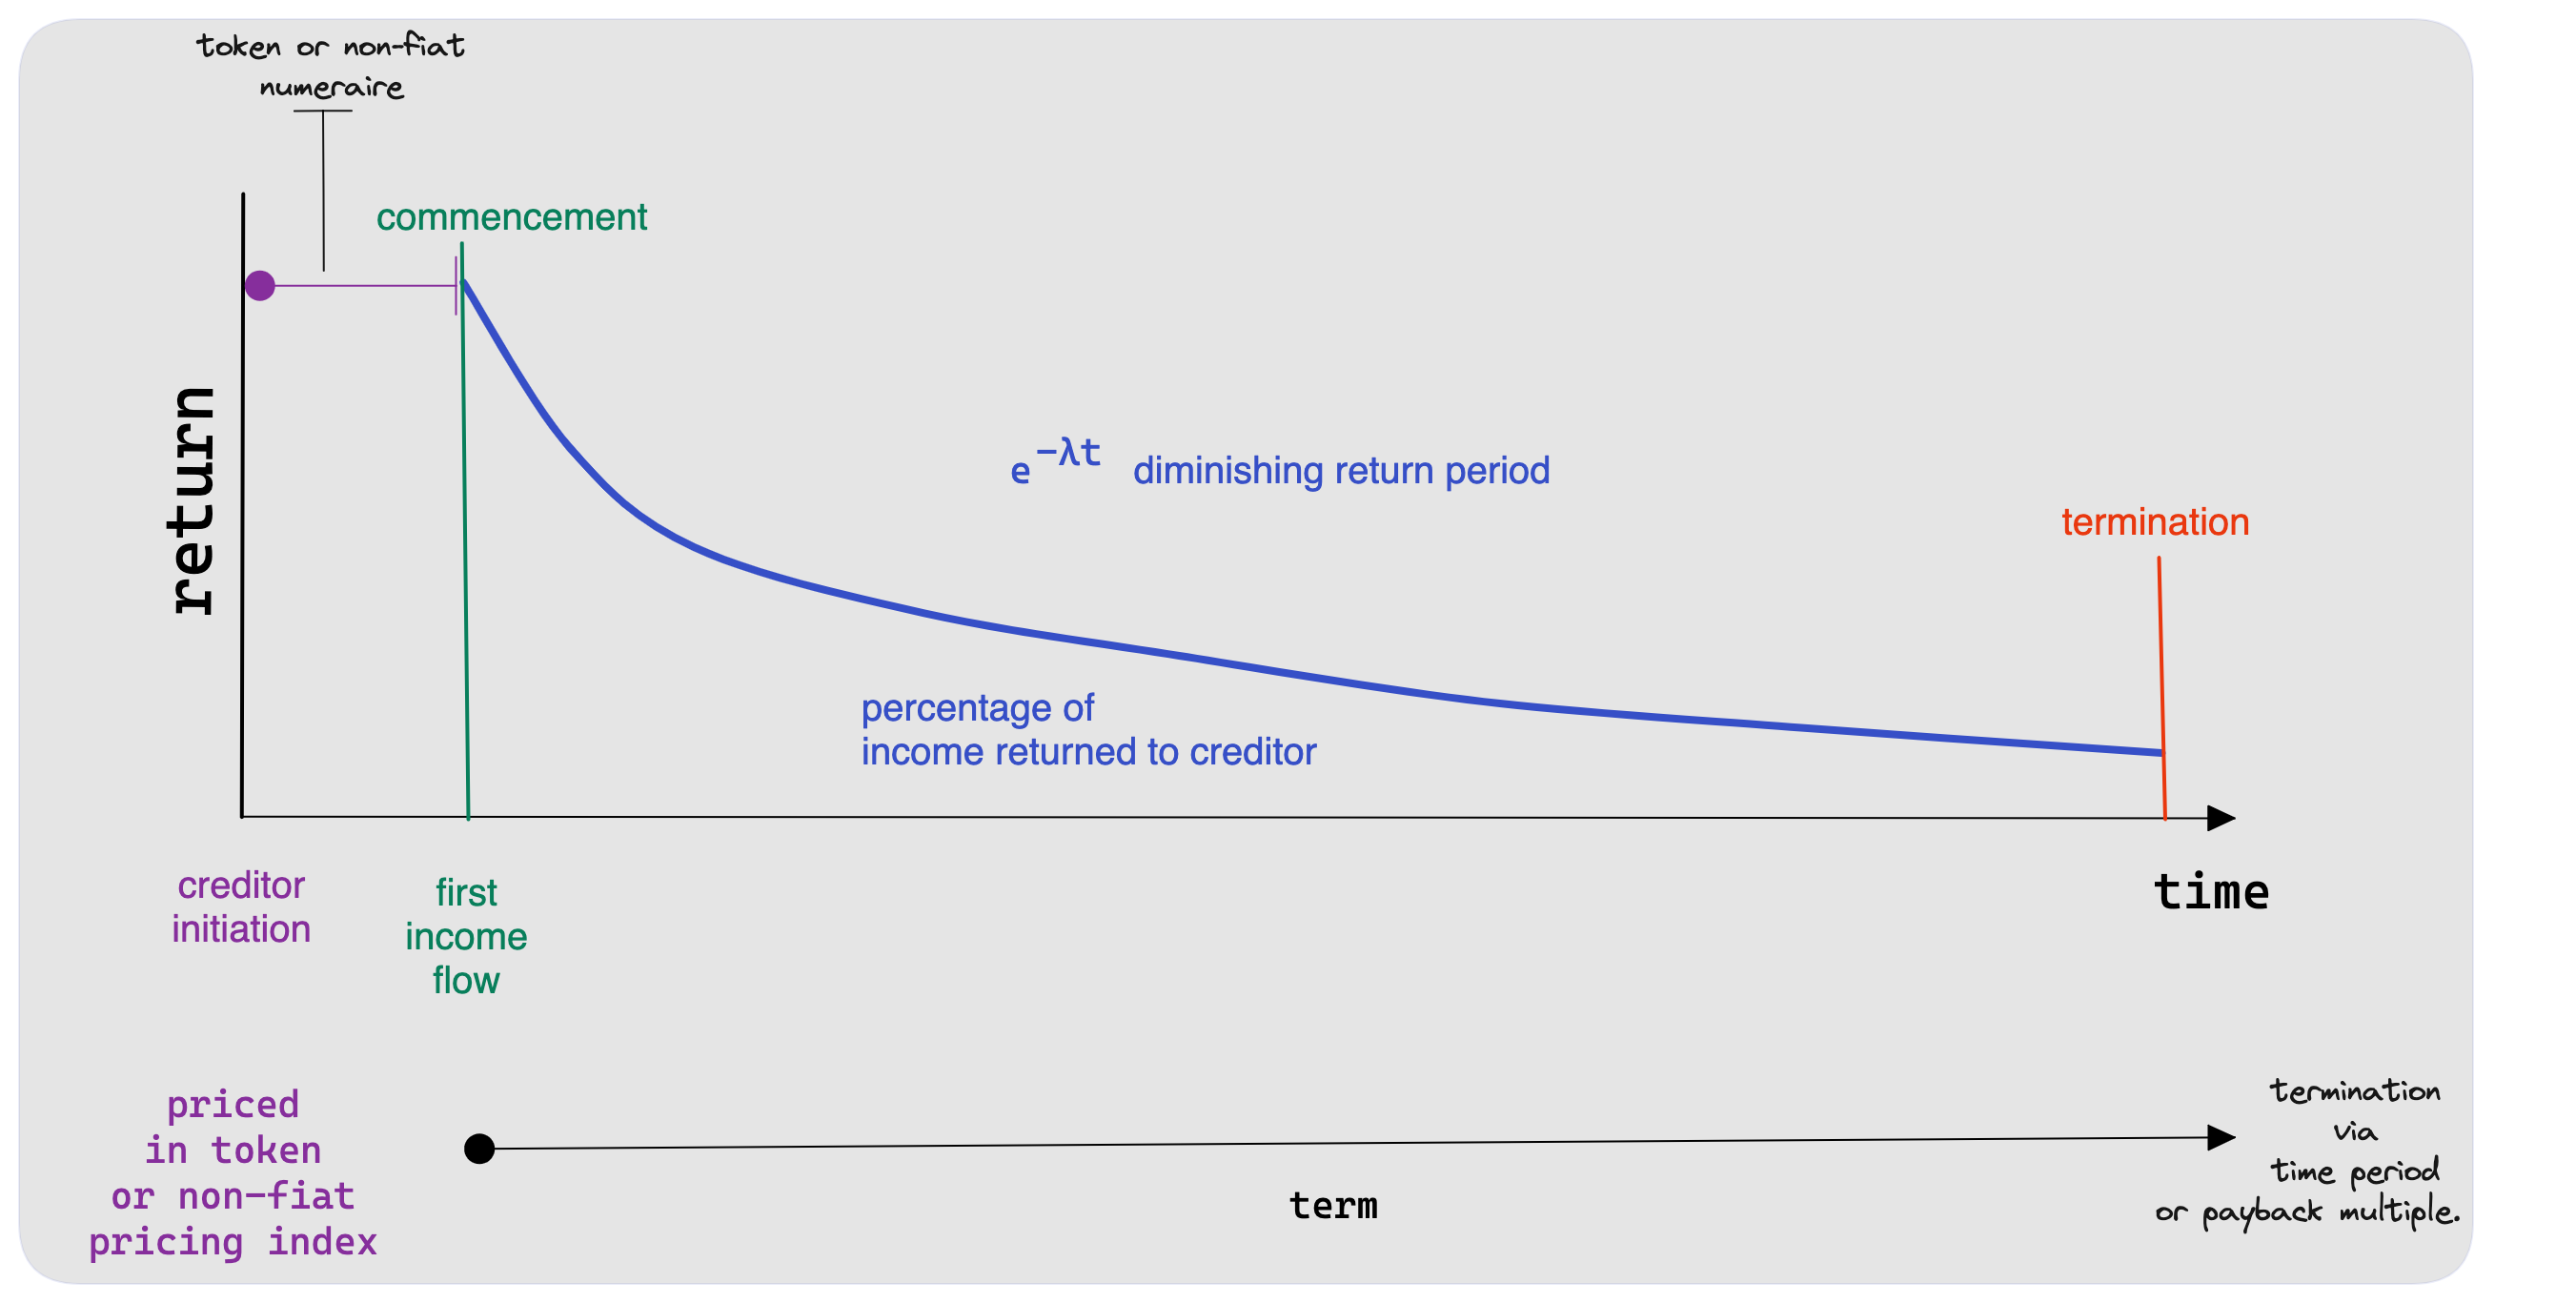 token or non-fiat
numeraire
commencement
return
e^-λt diminishing return period
termination
percentage of
income returned to creditor
time
creditor
initiation
first
income
flow
priced
in token
or non-fiat
pricing index
term
termination
via
time period
or payback multiple.